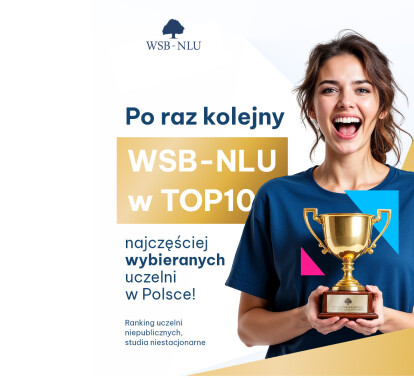 WSB-NLU
Po raz kolejny
WSB-NLU
w TOP10
najczęściej
wybieranych
uczelni
w Polsce!
Ranking uczelni
niepublicznych,
studia niestacjonarne